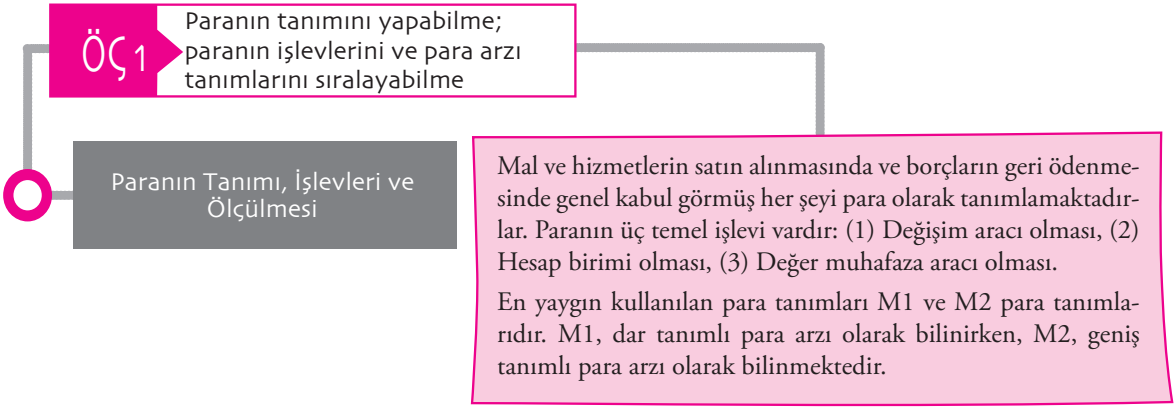 ÖÇ 1
Paranın tanımını yapabilme;
paranın işlevlerini ve para arzı
tanımlarını sıralayabilme
Paranın Tanımı, İşlevleri ve
Ölçülmesi
Mal ve hizmetlerin satın alınmasında ve borçların geri ödenme-
sinde genel kabul görmüş her şeyi para olarak tanımlamaktadır-
lar. Paranın üç temel işlevi vardır: (1) Değişim aracı olması, (2)
Hesap birimi olması, (3) Değer muhafaza aracı olması.
En yaygın kullanılan para tanımları M1 ve M2 para tanımla-
rıdır. M1, dar tanımlı para arzı olarak bilinirken, M2, geniş
tanımlı para arzı olarak bilinmektedir.